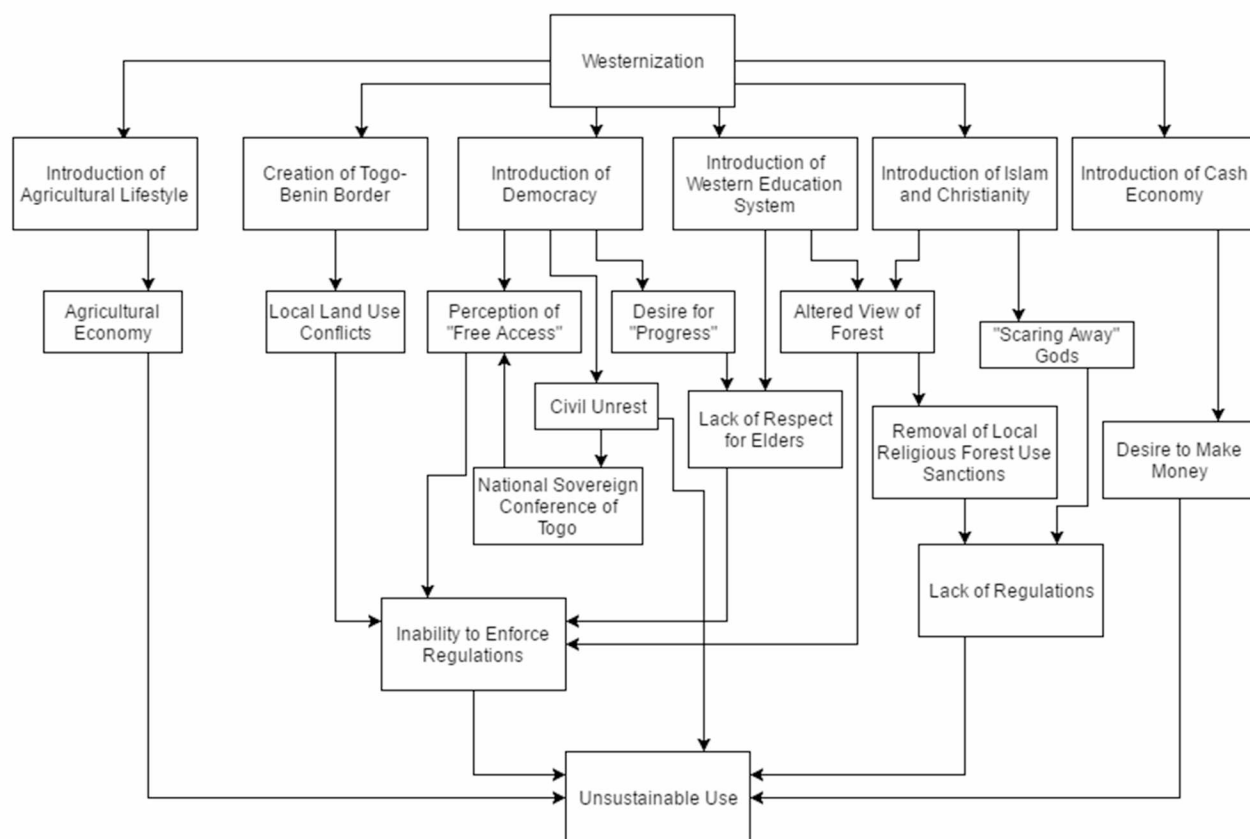 Westernization
Introduction of
Agricultural Lifestyle
Creation of Togo-
Benin Border
Introduction of
Democracy
Introduction of
Western Education
System
Introduction of Islam
and Christianity
Introduction of Cash
Economy
Agricultural
Economy
Local Land Use
Conflicts
Perception of
"Free Access"
Desire for
"Progress"
Altered View of
Forest
"Scaring Away"
Gods
Civil Unrest
Lack of Respect
for Elders
Removal of Local
Religious Forest Use
Sanctions
Desire to Make
Money
National Sovereign
Conference of
Togo
Lack of Regulations
Inability to Enforce
Regulations
Unsustainable Use